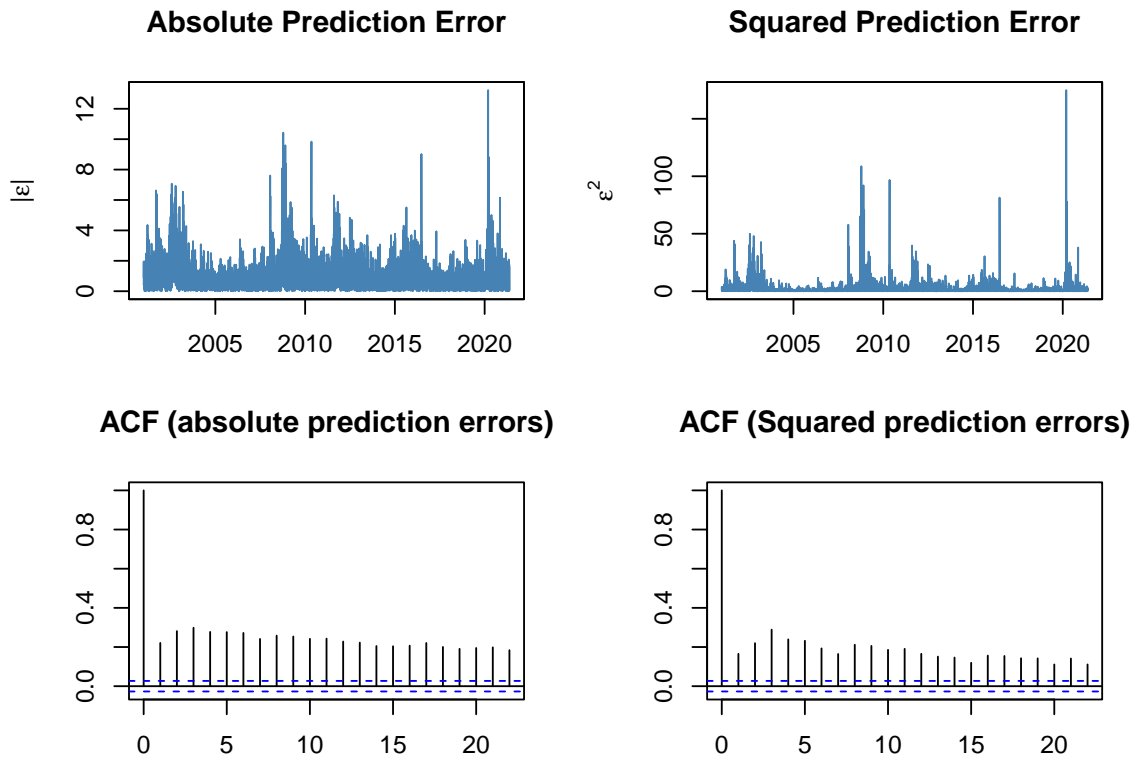 Absolute Prediction Error
|ε|
0 4 8 12
2005 2010 2015 2020
Squared Prediction Error
ε²
0 50 100
2005 2010 2015 2020
ACF (absolute prediction errors)
0.0 0.4 0.8
0 5 10 15 20
ACF (Squared prediction errors)
0.0 0.4 0.8
0 5 10 15 20